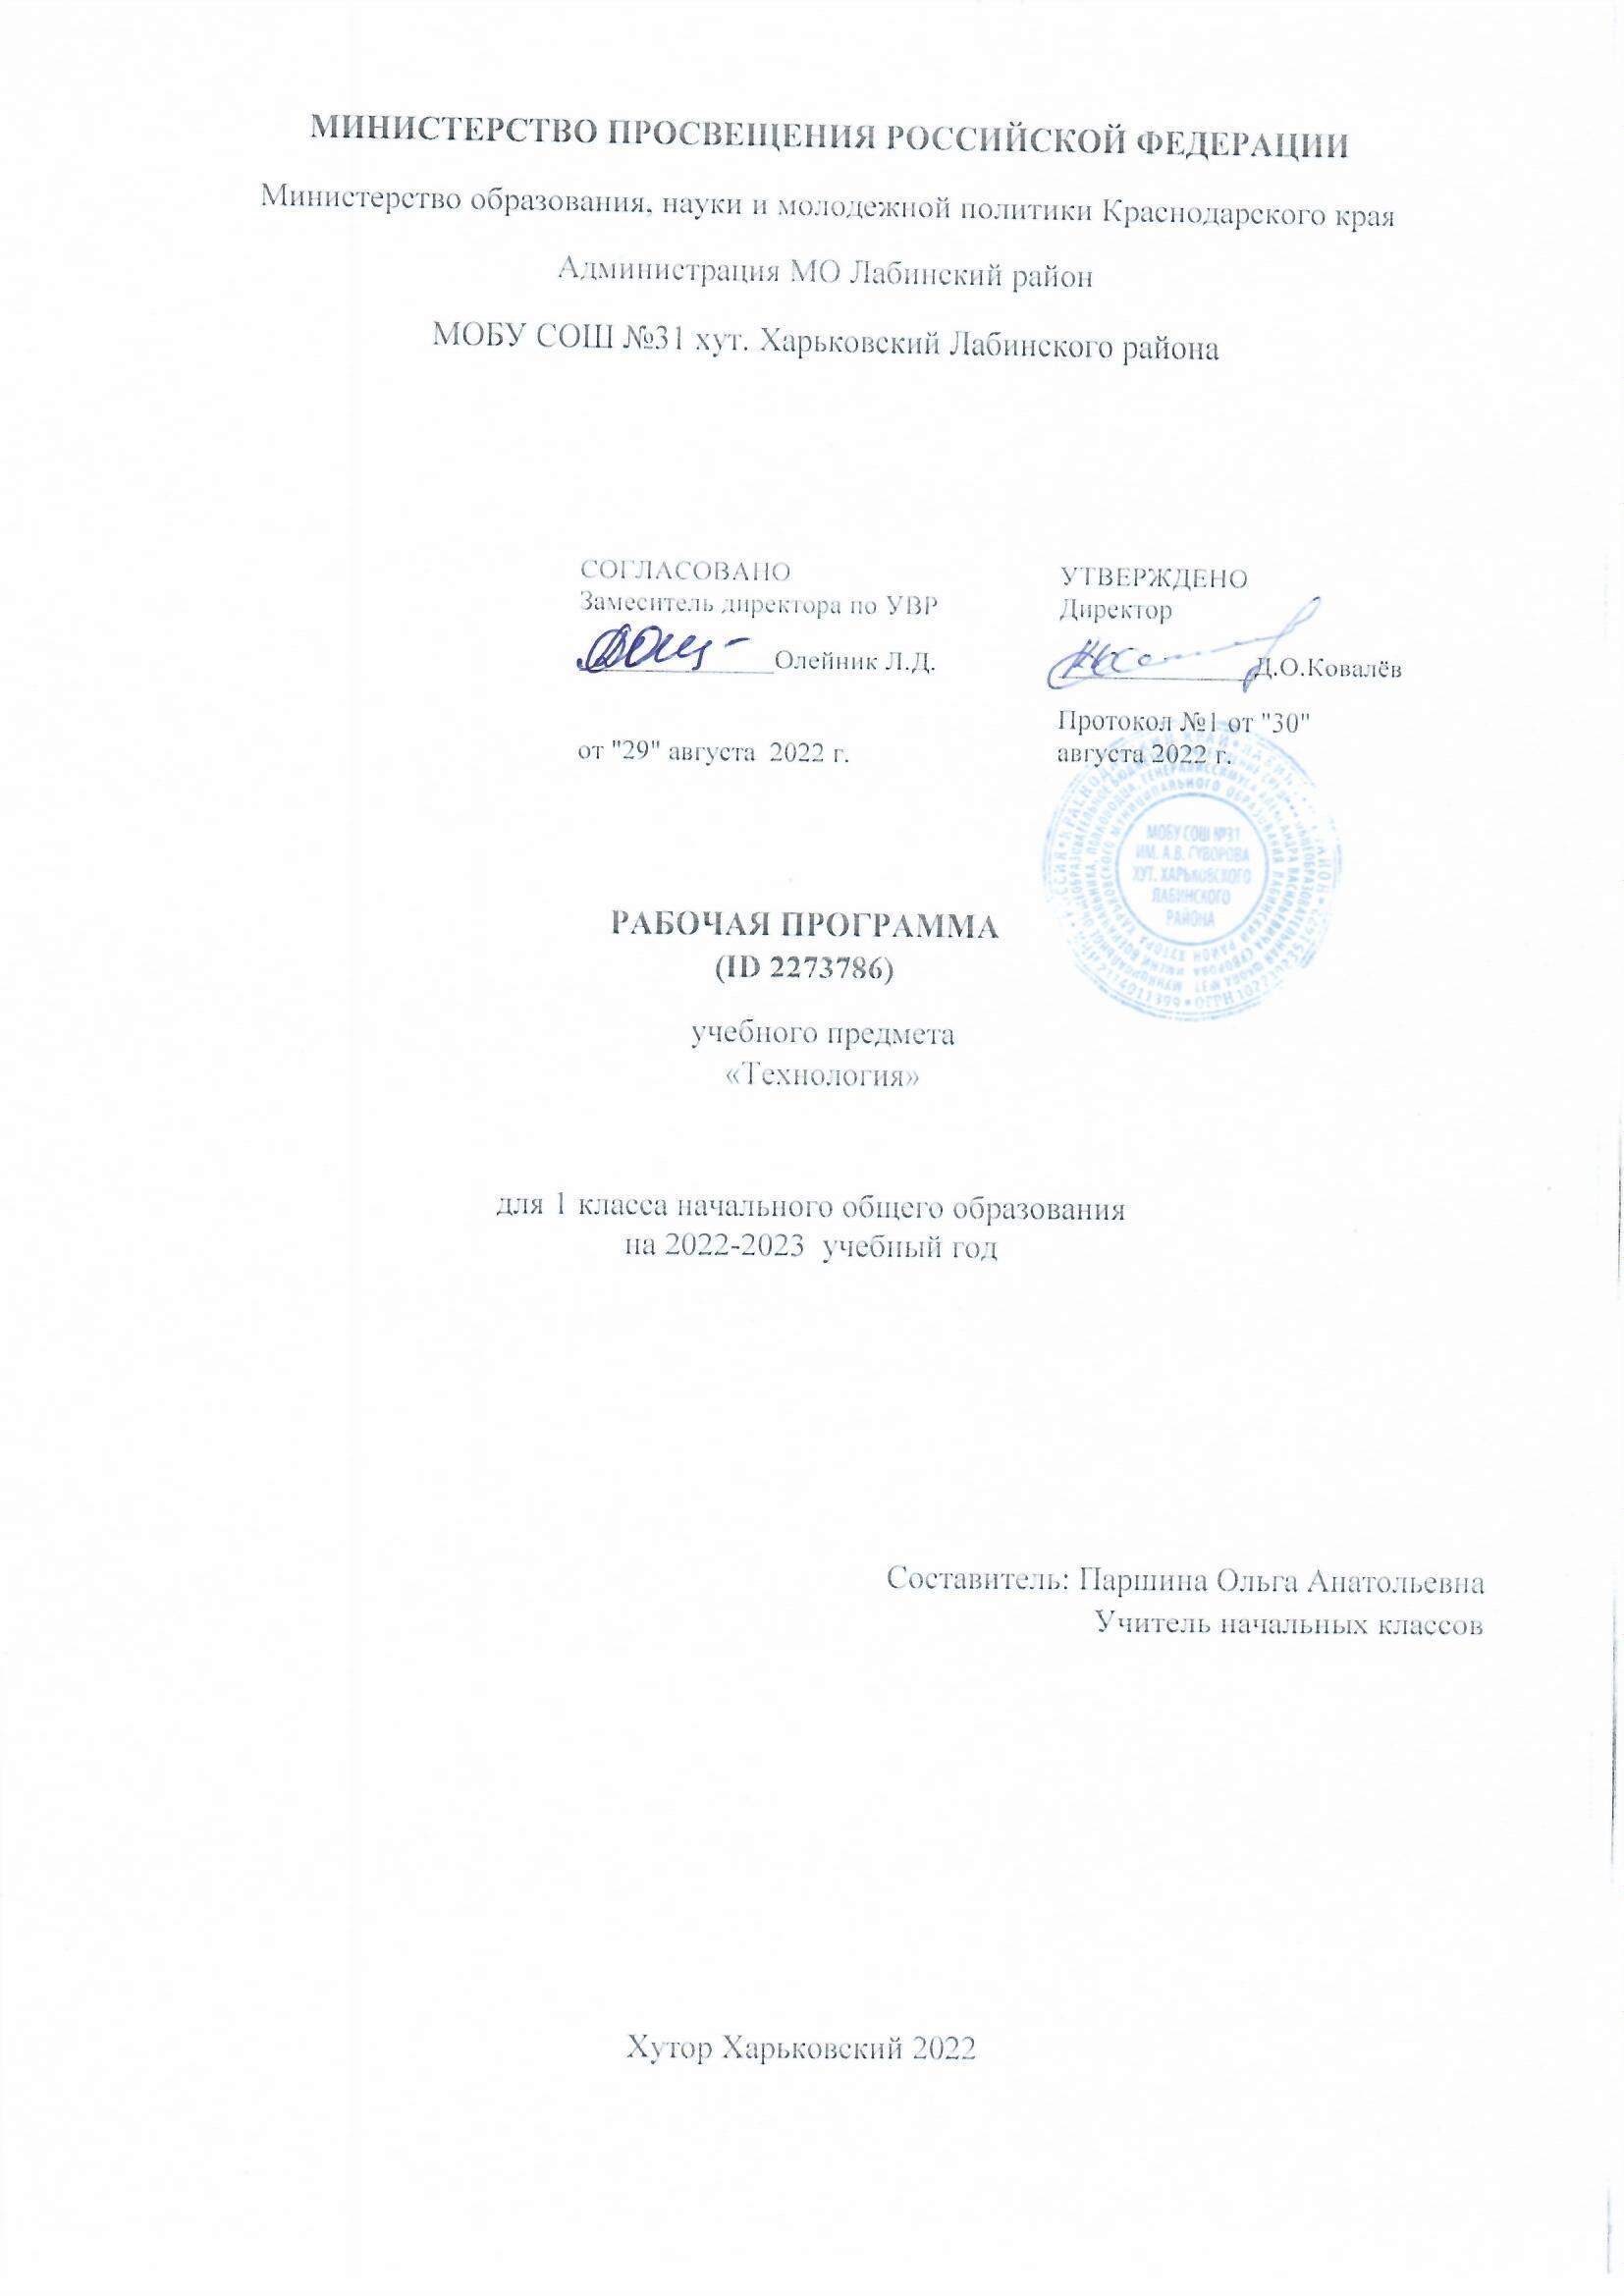 МИНИСТЕРСТВО ПРОСВЕЩЕНИЯ РОССИЙСКОЙ ФЕДЕРАЦИИ
Министерство образования, науки и молодежной политики Краснодарского края
Администрация МО Лабинский район
МОБУ СОШ №31 хут. Харьковский Лабинского района
СОГЛАСОВАНО
Заместитель директора по УВР
Олейник Л.Д.
от "29" августа 2022 г.
УТВЕРЖДЕНО
Директор
Д.О.Ковалёв
Протокол №1 от "30"
августа 2022 г.
МОБУ СОШ №31
ИМ. А.В. СУВОРОВА
ХУТ. ХАРЬКОВСКОГО
ЛАБИНСКОГО
РАЙОНА
РАБОЧАЯ ПРОГРАММА
(ID 2273786)
учебного предмета
«Технология»
для 1 класса начального общего образования
на 2022-2023 учебный год
Составитель: Паршина Ольга Анатольевна
Учитель начальных классов
Хутор Харьковский 2022